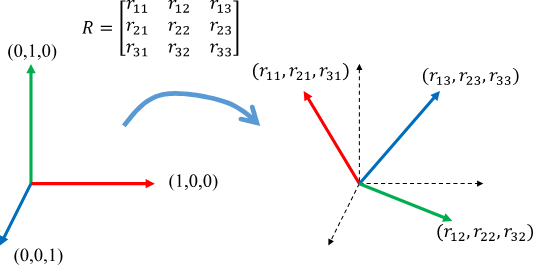 R = [r11 r12 r13
r21 r22 r23
r31 r32 r33]
(0,1,0)
(1,0,0)
(0,0,1)
(r11, r21, r31)
(r13, r23, r33)
(r12, r22, r32)